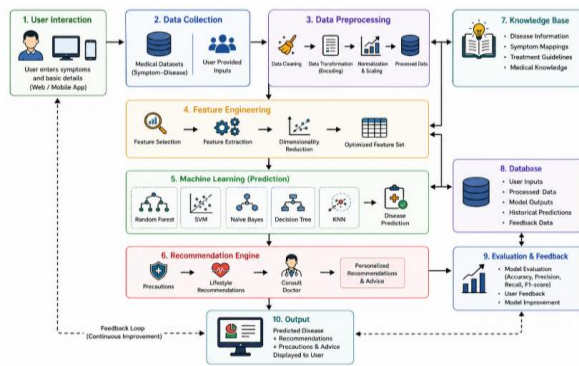 1. User Interaction
User enters symptoms
and basic details
(Web / Mobile App)
2. Data Collection
Medical Datasets
(Symptom–Disease)
User Provided
Inputs
3. Data Preprocessing
Data Cleaning
Data Transformation
(Encoding)
Normalization
& Scaling
Processed Data
7. Knowledge Base
• Disease Information
• Symptom Mappings
• Treatment Guidelines
• Medical Knowledge
4. Feature Engineering
Feature Selection
Feature Extraction
Dimensionality
Reduction
Optimized Feature Set
5. Machine Learning (Prediction)
Random Forest
SVM
Naive Bayes
Decision Tree
KNN
Disease
Prediction
8. Database
• User Inputs
• Processed Data
• Model Outputs
• Historical Predictions
• Feedback Data
6. Recommendation Engine
Precautions
Lifestyle
Recommendations
Consult
Doctor
Personalized
Recommendations
& Advice
9. Evaluation & Feedback
• Model Evaluation
(Accuracy, Precision,
Recall, F1-score)
• User Feedback
• Model Improvement
Feedback Loop
(Continuous Improvement)
10. Output
Predicted Disease
+ Recommendations
+ Precautions & Advice
Displayed to User